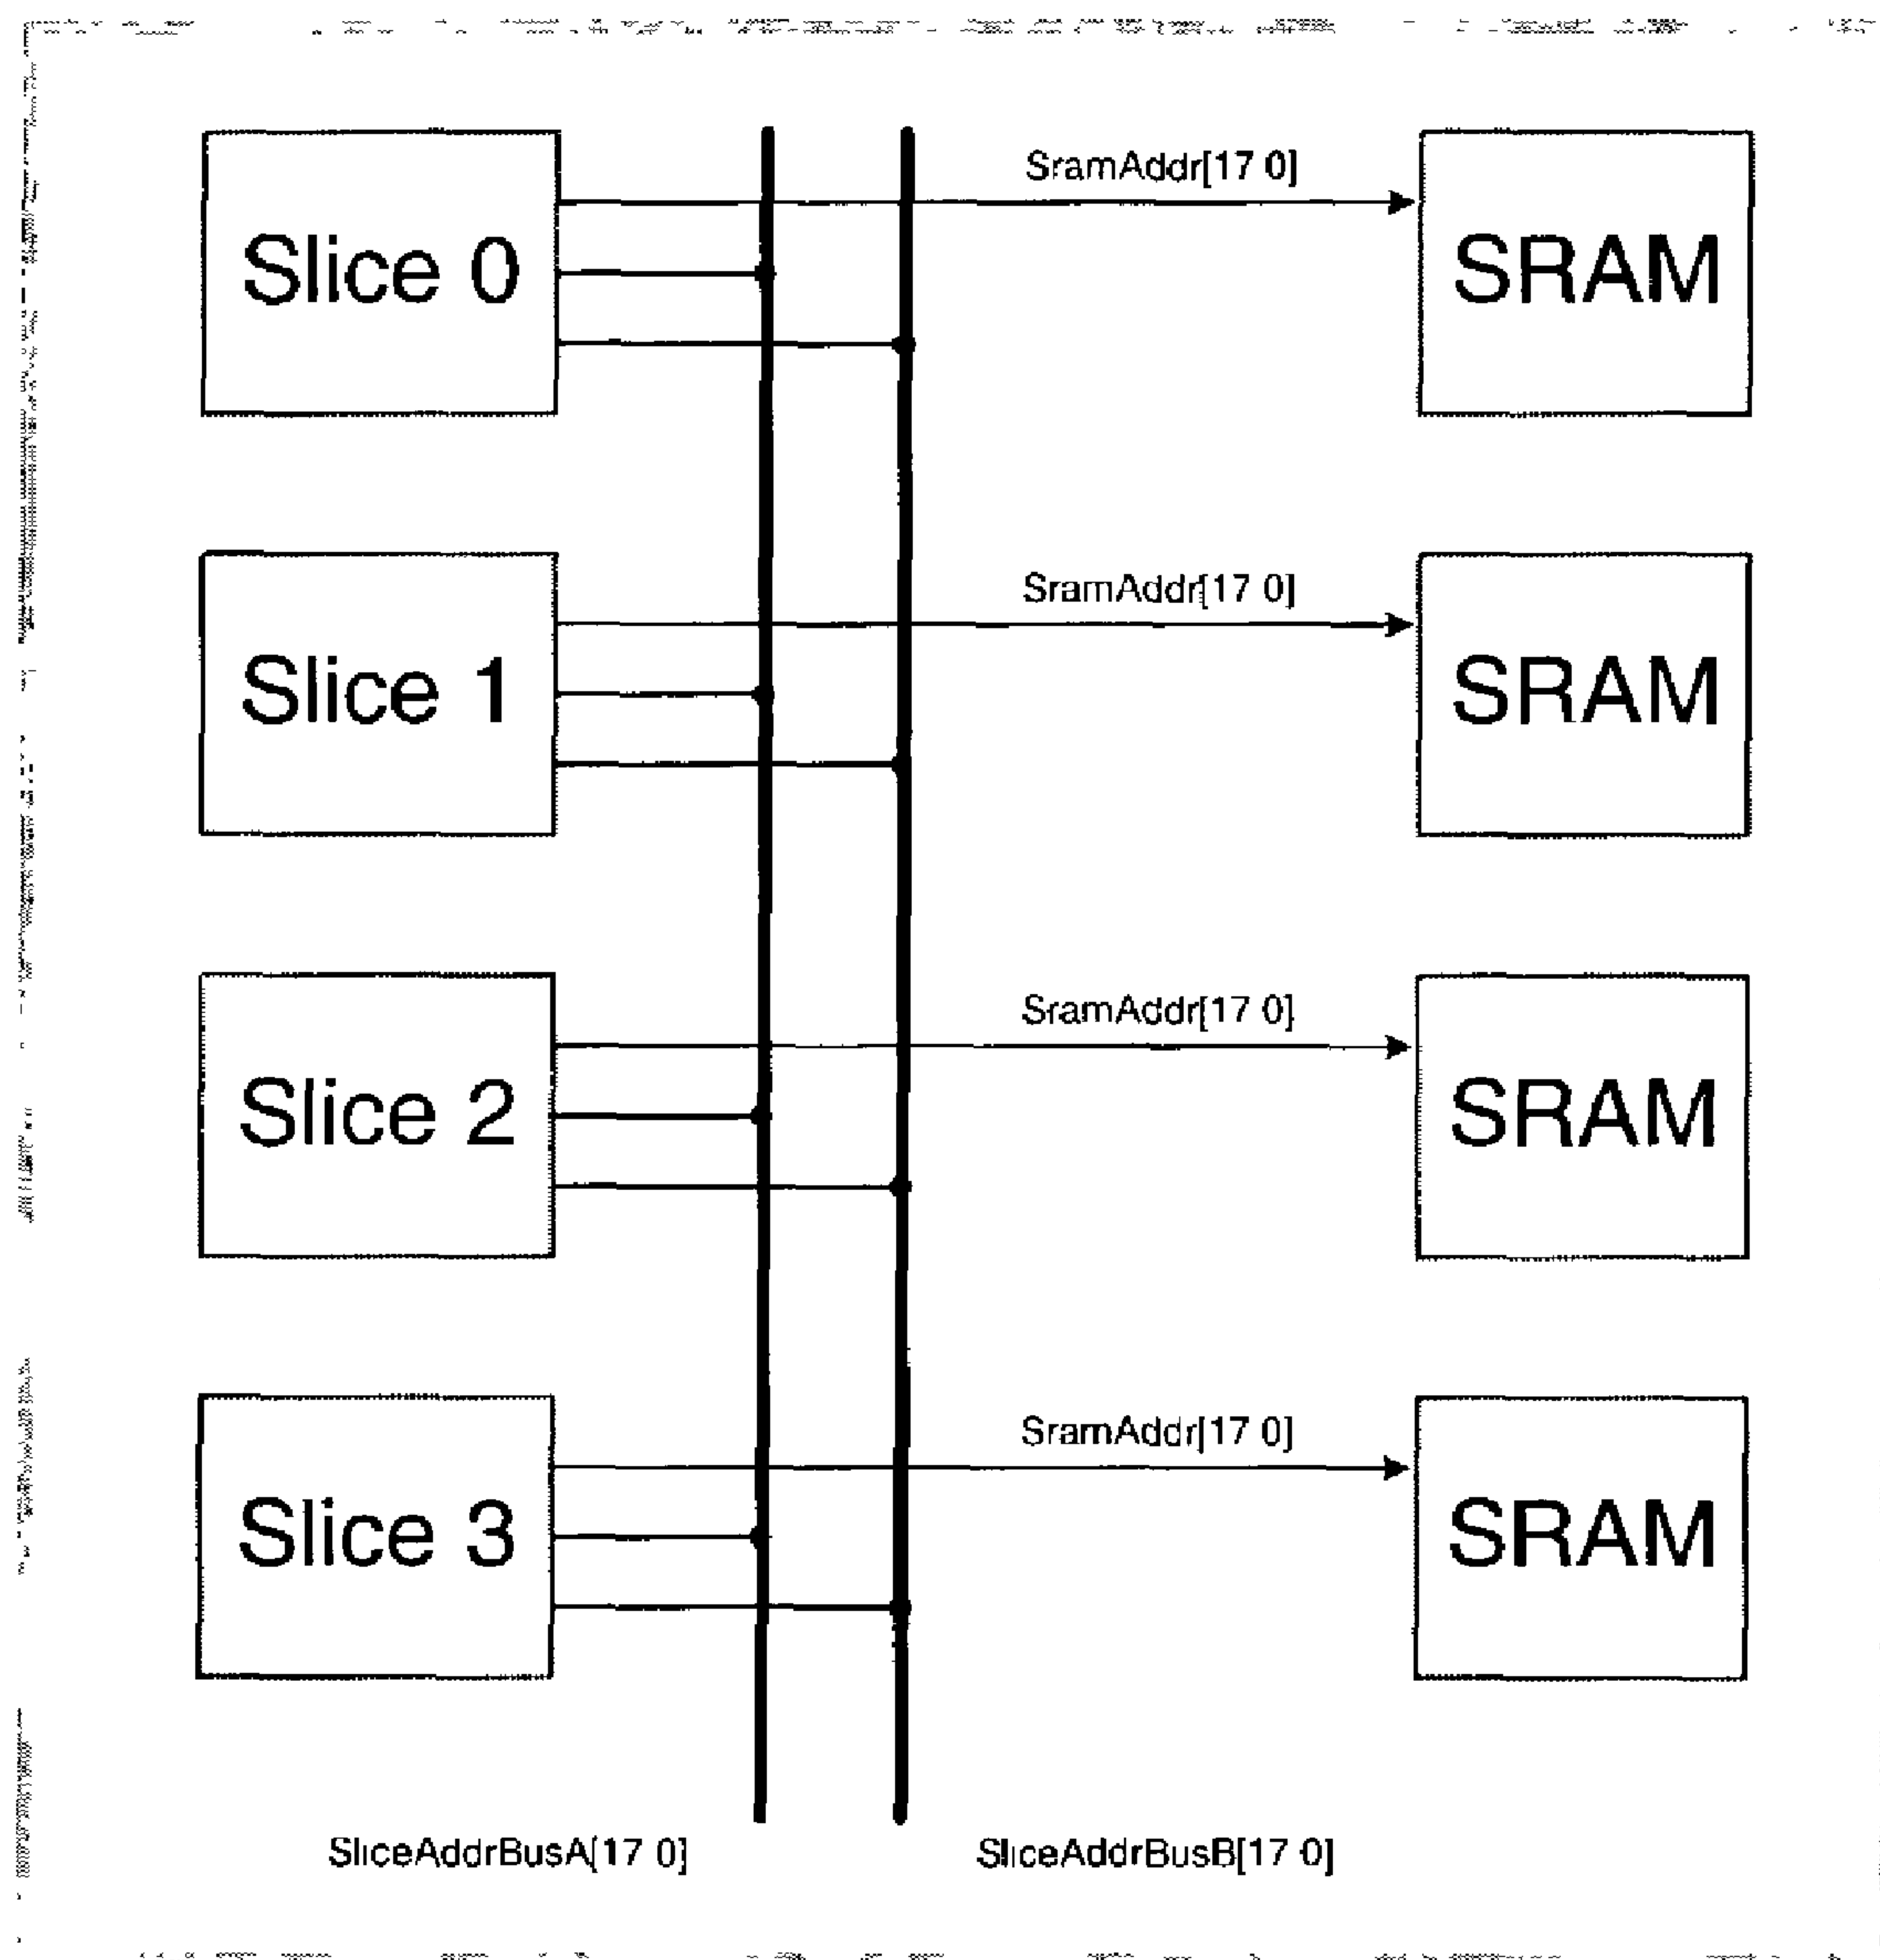 SramAddr[17 0]
Slice 0
SRAM
SramAddr[17 0]
Slice 1
SRAM
SramAddr[17 0]
Slice 2
SRAM
SramAddr[17 0]
Slice 3
SRAM
SliceAddrBusA[17 0]
SliceAddrBusB[17 0]